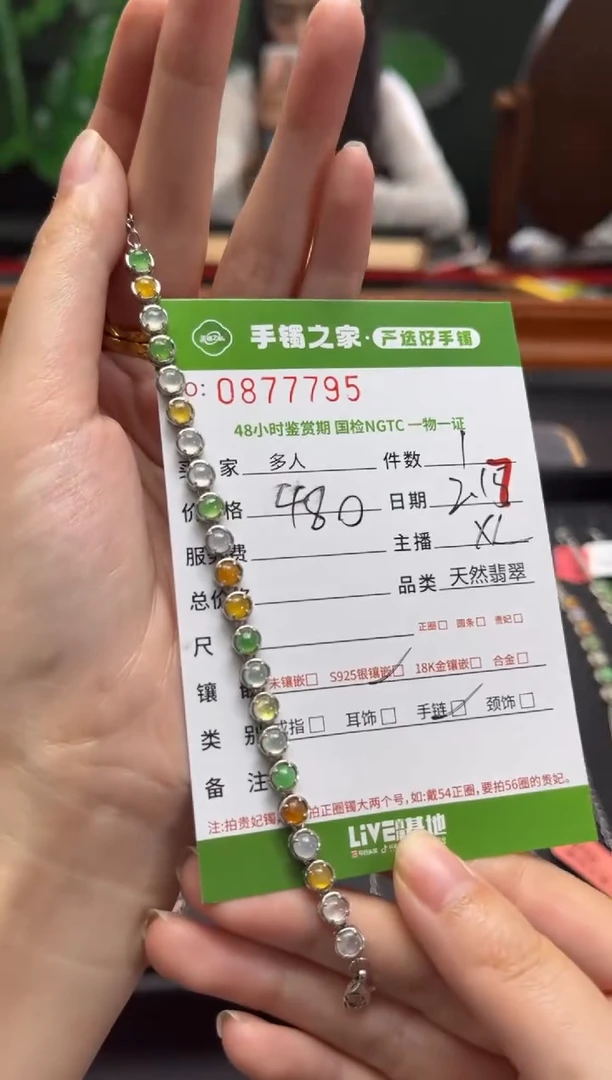 手镯之家·严选好手镯
O: 0877795
48小时鉴赏期 国检NGTC 一物一证
家 多人 件数 1
价格 480 日期
服 费 主播 XL
总价 品类 天然翡翠
尺 正圈□ 圆条□ 贵妃□
镶 未镶嵌□ S925银镶嵌□ 18K金镶嵌□ 合金□
类别 戒指□ 耳饰□ 手链□ 颈饰□
备注
注:拍贵妃镯 拍正圈镯大两个号,如:戴54正圈,要拍56圈的贵妃。
LiVE 基地